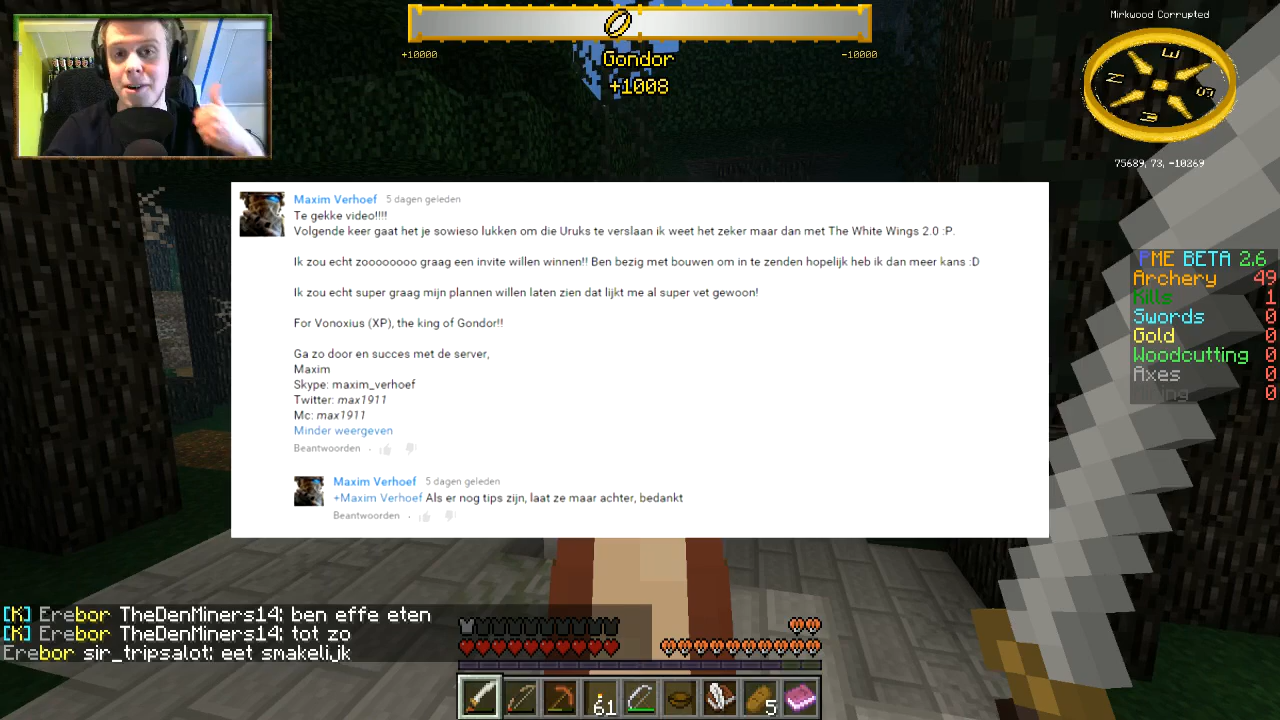 Mirkwood Corrupted
+10000
-10000
Gondor
+1008
75689, 73, -10269
Maxim Verhoef 5 dagen geleden
Te gekke video!!!!
Volgende keer gaat het je sowieso lukken om die Uruks te verslaan ik weet het zeker maar dan met The White Wings 2.0 :P.
Ik zou echt zoooooooo graag een invite willen winnen!! Ben bezig met bouwen om in te zenden hopelijk heb ik dan meer kans :D
Ik zou echt super graag mijn plannen willen laten zien dat lijkt me al super vet gewoon!
For Vonoxius (XP), the king of Gondor!!
Ga zo door en succes met de server,
Maxim
Skype: maxim_verhoef
Twitter: max1911
Mc: max1911
Minder weergeven
Beantwoorden ·
Maxim Verhoef 5 dagen geleden
+Maxim Verhoef Als er nog tips zijn, laat ze maar achter, bedankt
Beantwoorden ·
FME BETA 2.6
Archery 49
Kills 1
Swords 0
Gold 0
Woodcutting 0
Axes 0
0
[K] Erebor TheDenMiners14: ben effe eten
[K] Erebor TheDenMiners14: tot zo
Erebor sir_tripsalot: eet smakelijk
61
5